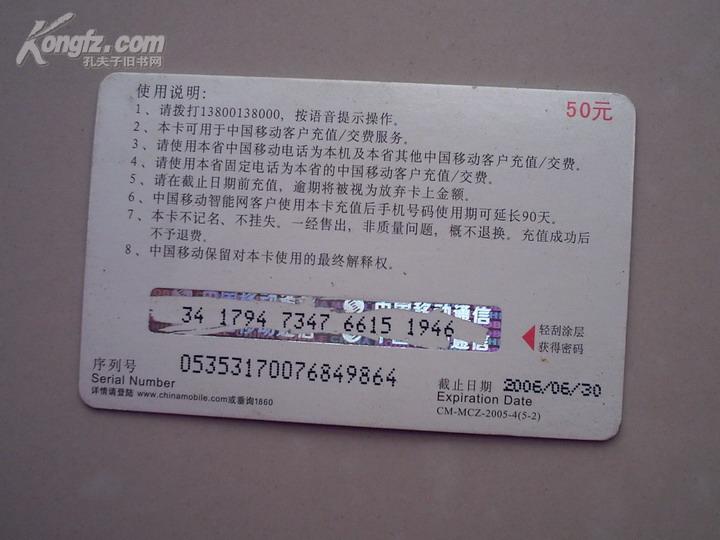 Kongfz.com
孔夫子旧书网
使用说明:
50元
1、请拨打13800138000, 按语音提示操作。
2、本卡可用于中国移动客户充值/交费服务。
3、请使用本省中国移动电话为本机及本省其他中国移动客户充值/交费。
4、请使用本省固定电话为本省的中国移动客户充值/交费。
5、请在截止日期前充值, 逾期将被视为放弃卡上金额。
6、中国移动智能网客户使用本卡充值后手机号码使用期可延长90天。
7、本卡不记名、不挂失。一经售出, 非质量问题, 概不退换。充值成功后
不予退费。
8、中国移动保留对本卡使用的最终解释权。
中国移动通信
34 1794 7347 6615 1946
轻刮涂层
获得密码
序列号 05353170076849864
Serial Number
截止日期 2006/06/30
Expiration Date
详情请登陆 www.chinamobile.com或垂询1860
CM-MCZ-2005-4(5-2)